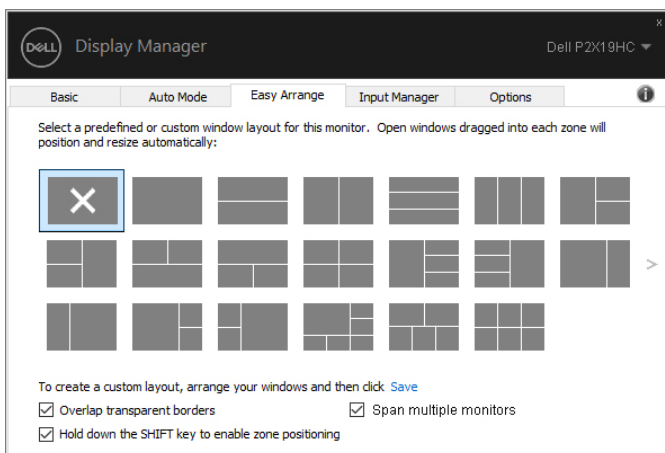 x
DELL Display Manager Dell P2X19HC
Basic Auto Mode Easy Arrange Input Manager Options i
Select a predefined or custom window layout for this monitor. Open windows dragged into each zone will
position and resize automatically:
>
To create a custom layout, arrange your windows and then click Save
Overlap transparent borders Span multiple monitors
Hold down the SHIFT key to enable zone positioning